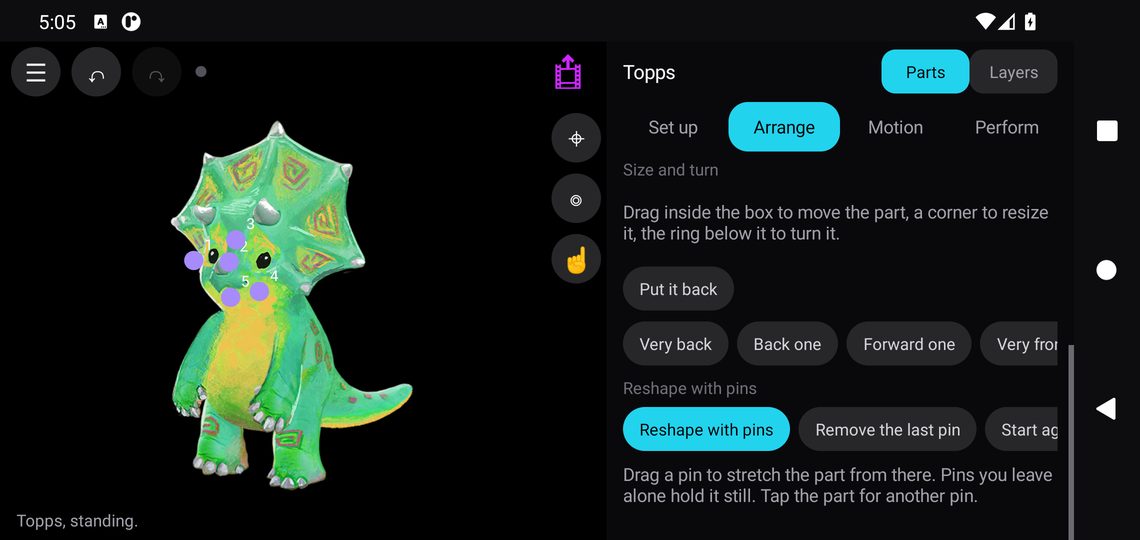 5:05
Topps
Parts
Layers
Set up
Arrange
Motion
Perform
Size and turn
Drag inside the box to move the part, a corner to resize
it, the ring below it to turn it.
Put it back
Very back
Back one
Forward one
Very fron
Reshape with pins
Reshape with pins
Remove the last pin
Start ag
Drag a pin to stretch the part from there. Pins you leave
alone hold it still. Tap the part for another pin.
3
1
2
4
5
Topps, standing.